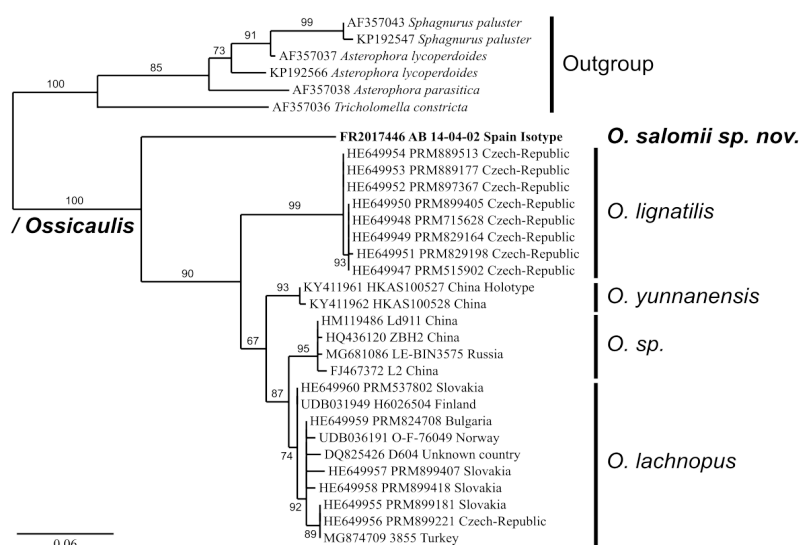 99 AF357043 Sphagnurus paluster
KP192547 Sphagnurus paluster
91 AF357037 Asterophora lycoperdoides
73 KP192566 Asterophora lycoperdoides
85 AF357038 Asterophora parasitica
100 AF357036 Tricholomella constricta
Outgroup
FR2017446 AB 14-04-02 Spain Isotype
O. salomii sp. nov.
HE649954 PRM889513 Czech-Republic
HE649953 PRM889177 Czech-Republic
HE649952 PRM897367 Czech-Republic
99 HE649950 PRM899405 Czech-Republic
HE649948 PRM715628 Czech-Republic
HE649949 PRM829164 Czech-Republic
HE649951 PRM829198 Czech-Republic
93 HE649947 PRM515902 Czech-Republic
O. lignatilis
100
/ Ossicaulis
90
93 KY411961 HKAS100527 China Holotype
KY411962 HKAS100528 China
O. yunnanensis
67
HM119486 Ld911 China
HQ436120 ZBH2 China
95 MG681086 LE-BIN3575 Russia
FJ467372 L2 China
O. sp.
87
HE649960 PRM537802 Slovakia
UDB031949 H6026504 Finland
HE649959 PRM824708 Bulgaria
UDB036191 O-F-76049 Norway
74 DQ825426 D604 Unknown country
HE649957 PRM899407 Slovakia
HE649958 PRM899418 Slovakia
92 HE649955 PRM899181 Slovakia
HE649956 PRM899221 Czech-Republic
89 MG874709 3855 Turkey
O. lachnopus
0.06